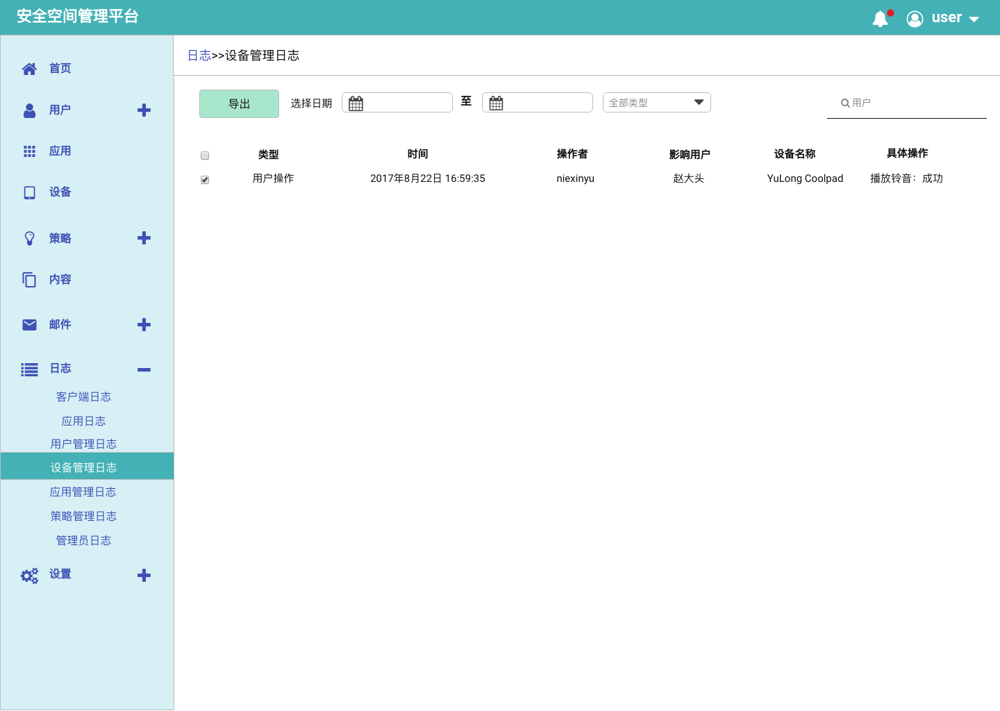 安全空间管理平台
user
首页
用户
应用
设备
策略
内容
邮件
日志
客户端日志
应用日志
用户管理日志
设备管理日志
应用管理日志
策略管理日志
管理员日志
设置
日志>>设备管理日志
导出 选择日期 至 全部类型 用户
类型 时间 操作者 影响用户 设备名称 具体操作
用户操作 2017年8月22日 16:59:35 niexinyu 赵大头 YuLong Coolpad 播放铃音：成功